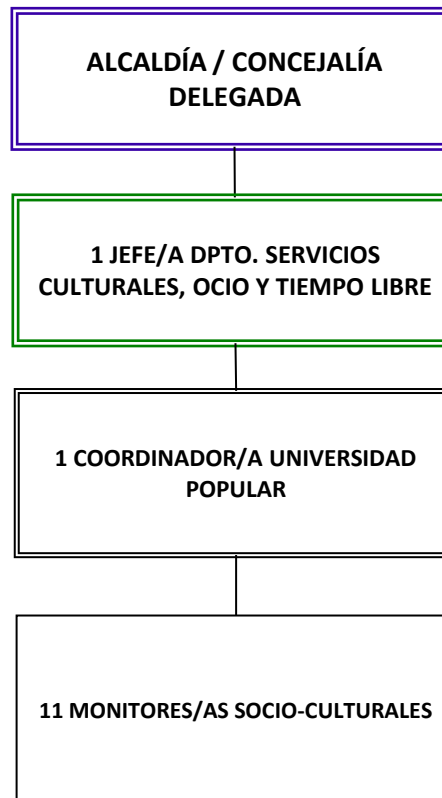 ALCALDÍA / CONCEJALÍA
DELEGADA
1 JEFE/A DPTO. SERVICIOS
CULTURALES, OCIO Y TIEMPO LIBRE
1 COORDINADOR/A UNIVERSIDAD
POPULAR
11 MONITORES/AS SOCIO-CULTURALES